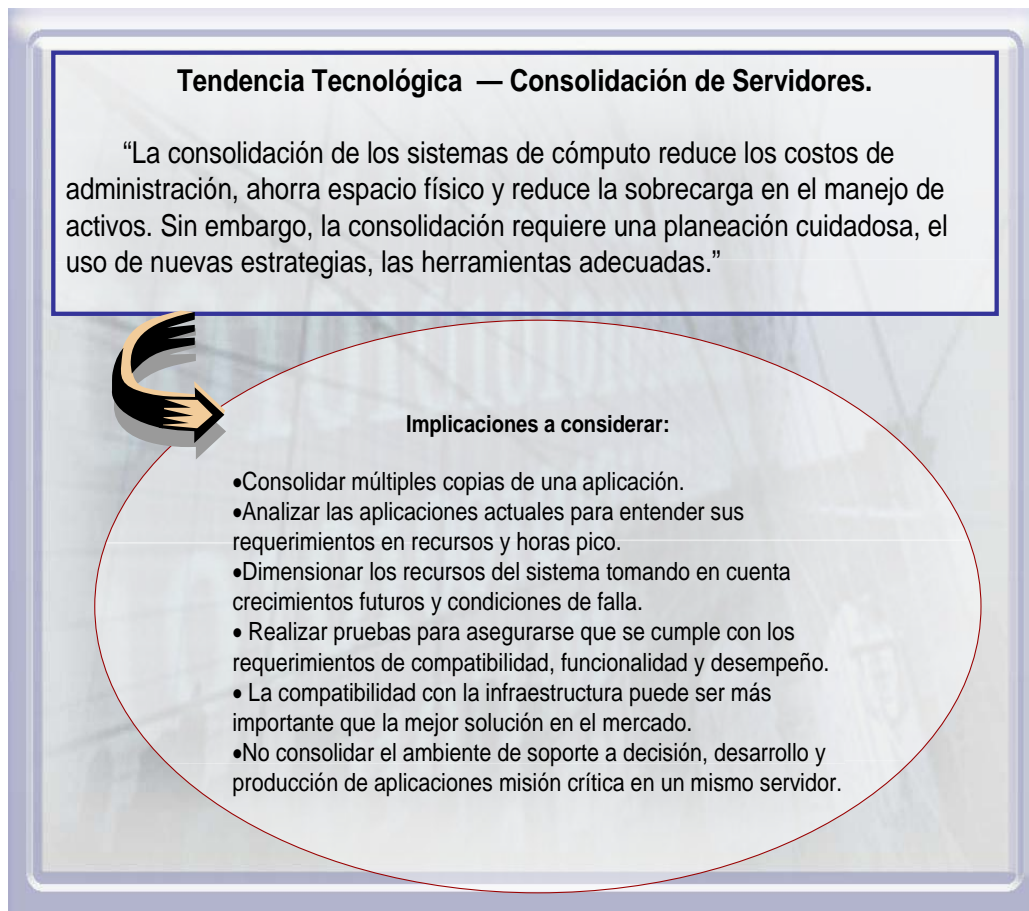 Tendencia Tecnológica — Consolidación de Servidores.
“La consolidación de los sistemas de cómputo reduce los costos de
administración, ahorra espacio físico y reduce la sobrecarga en el manejo de
activos. Sin embargo, la consolidación requiere una planeación cuidadosa, el
uso de nuevas estrategias, las herramientas adecuadas.”
Implicaciones a considerar:
•Consolidar múltiples copias de una aplicación.
•Analizar las aplicaciones actuales para entender sus
requerimientos en recursos y horas pico.
•Dimensionar los recursos del sistema tomando en cuenta
crecimientos futuros y condiciones de falla.
• Realizar pruebas para asegurarse que se cumple con los
requerimientos de compatibilidad, funcionalidad y desempeño.
• La compatibilidad con la infraestructura puede ser más
importante que la mejor solución en el mercado.
•No consolidar el ambiente de soporte a decisión, desarrollo y
producción de aplicaciones misión crítica en un mismo servidor.